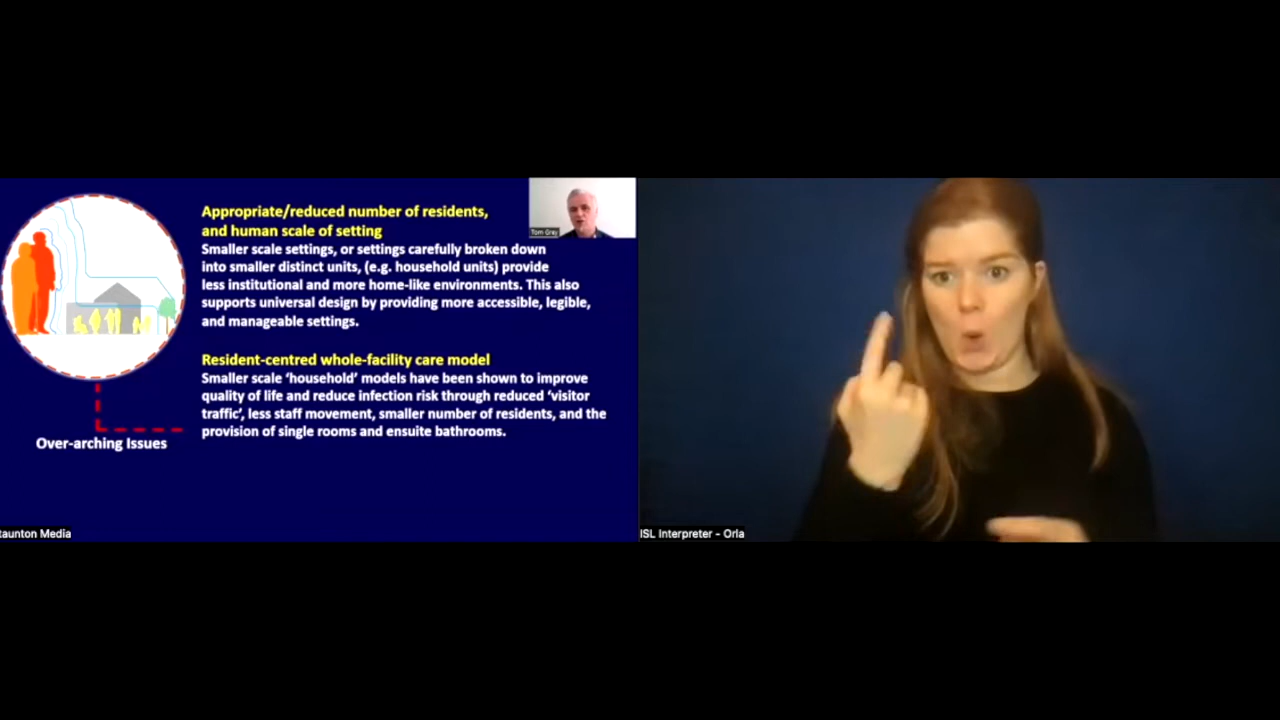 Appropriate/reduced number of residents,
and human scale of setting
Smaller scale settings, or settings carefully broken down
into smaller distinct units, (e.g. household units) provide
less institutional and more home-like environments. This also
supports universal design by providing more accessible, legible,
and manageable settings.
Resident-centred whole-facility care model
Smaller scale ‘household’ models have been shown to improve
quality of life and reduce infection risk through reduced ‘visitor
traffic’, less staff movement, smaller number of residents, and the
provision of single rooms and ensuite bathrooms.
Over-arching Issues
Tom Grey
taunton Media
ISL Interpreter - Orla